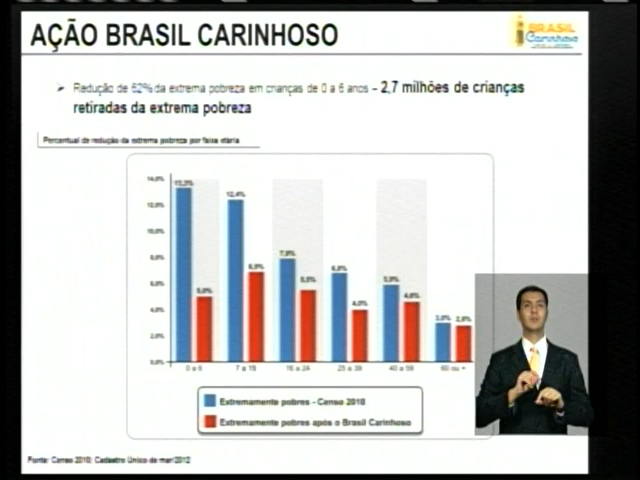 AÇÃO BRASIL CARINHOSO
BRASIL
Carinhoso
Redução de 62% da extrema pobreza em crianças de 0 a 6 anos - 2,7 milhões de crianças
retiradas da extrema pobreza
Percentual de redução da extrema pobreza por faixa etária
14,0%
12,0%
10,0%
8,0%
6,0%
4,0%
2,0%
0,0%
13,3% 5,0% 12,4% 6,9% 7,9% 5,5% 6,8% 4,0% 5,9% 4,6% 3,0% 2,8%
0 a 6 7 a 15 16 a 24 25 a 39 40 a 59 60 ou +
Extremamente pobres - Censo 2010
Extremamente pobres após o Brasil Carinhoso
Fonte: Censo 2010; Cadastro Único de mar/2012